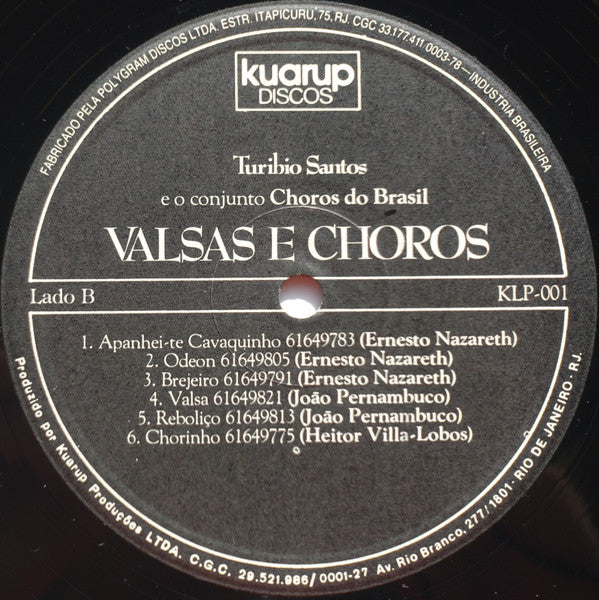 FABRICADO PELA POLYGRAM DISCOS LTDA. ESTR. ITAPICURU, 75, RJ. CGC 33.177.411 0003-78 — INDUSTRIA BRASILEIRA
kuarup
DISCOS
Turibio Santos
e o conjunto Choros do Brasil
VALSAS E CHOROS
Lado B
KLP-001
1. Apanhei-te Cavaquinho 61649783 (Ernesto Nazareth)
2. Odeon 61649805 (Ernesto Nazareth)
3. Brejeiro 61649791 (Ernesto Nazareth)
4. Valsa 61649821 (João Pernambuco)
5. Reboliço 61649813 (João Pernambuco)
6. Chorinho 61649775 (Heitor Villa-Lobos)
Produzido por Kuarup Produções LTDA. C.G.C. 29.521.986/0001-27 Av. Rio Branco, 277/1801 - RIO DE JANEIRO - RJ.